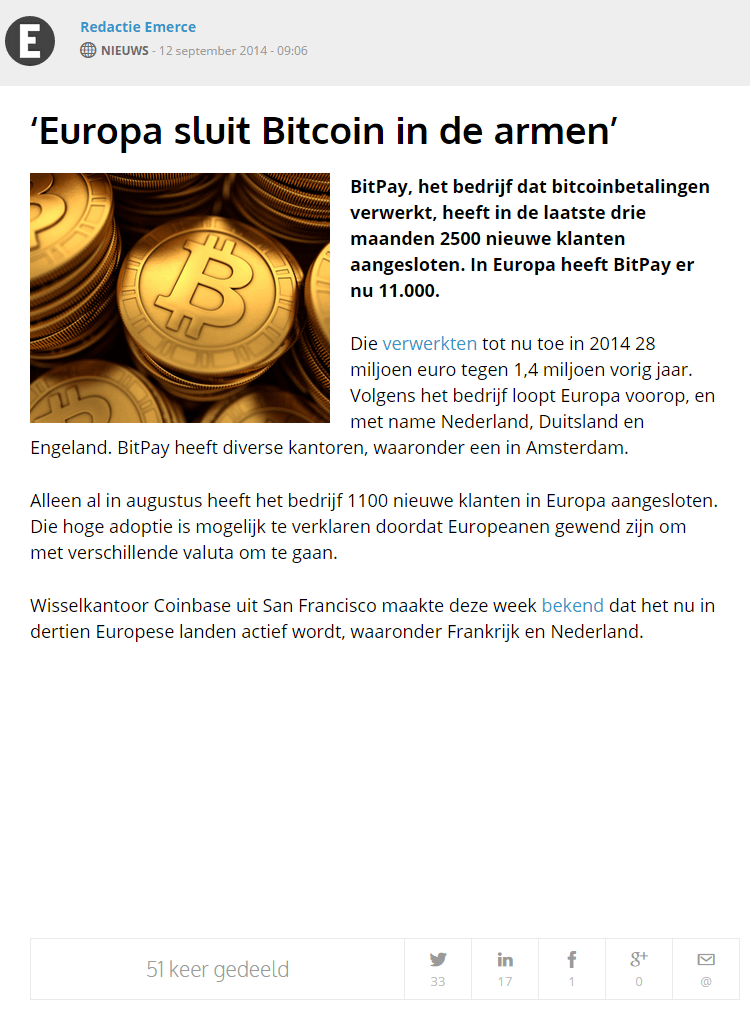 E
Redactie Emerce
NIEUWS - 12 september 2014 - 09:06
‘Europa sluit Bitcoin in de armen’
BitPay, het bedrijf dat bitcoinbetalingen
verwerkt, heeft in de laatste drie
maanden 2500 nieuwe klanten
aangesloten. In Europa heeft BitPay er
nu 11.000.
Die verwerkten tot nu toe in 2014 28
miljoen euro tegen 1,4 miljoen vorig jaar.
Volgens het bedrijf loopt Europa voorop, en
met name Nederland, Duitsland en
Engeland. BitPay heeft diverse kantoren, waaronder een in Amsterdam.
Alleen al in augustus heeft het bedrijf 1100 nieuwe klanten in Europa aangesloten.
Die hoge adoptie is mogelijk te verklaren doordat Europeanen gewend zijn om
met verschillende valuta om te gaan.
Wisselkantoor Coinbase uit San Francisco maakte deze week bekend dat het nu in
dertien Europese landen actief wordt, waaronder Frankrijk en Nederland.
51 keer gedeeld
33
17
1
0
@